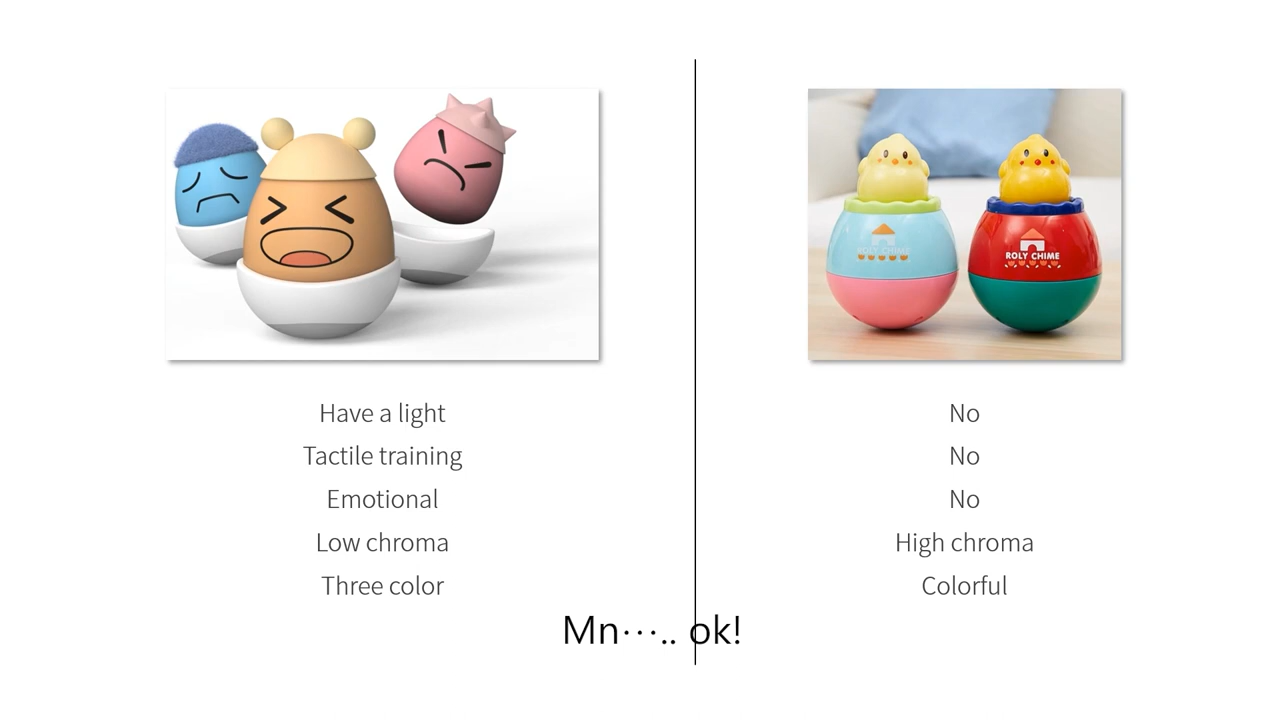 ROLY CHIME
ROLY CHIME
Have a light
Tactile training
Emotional
Low chroma
Three color
No
No
No
High chroma
Colorful
Mn….. ok!